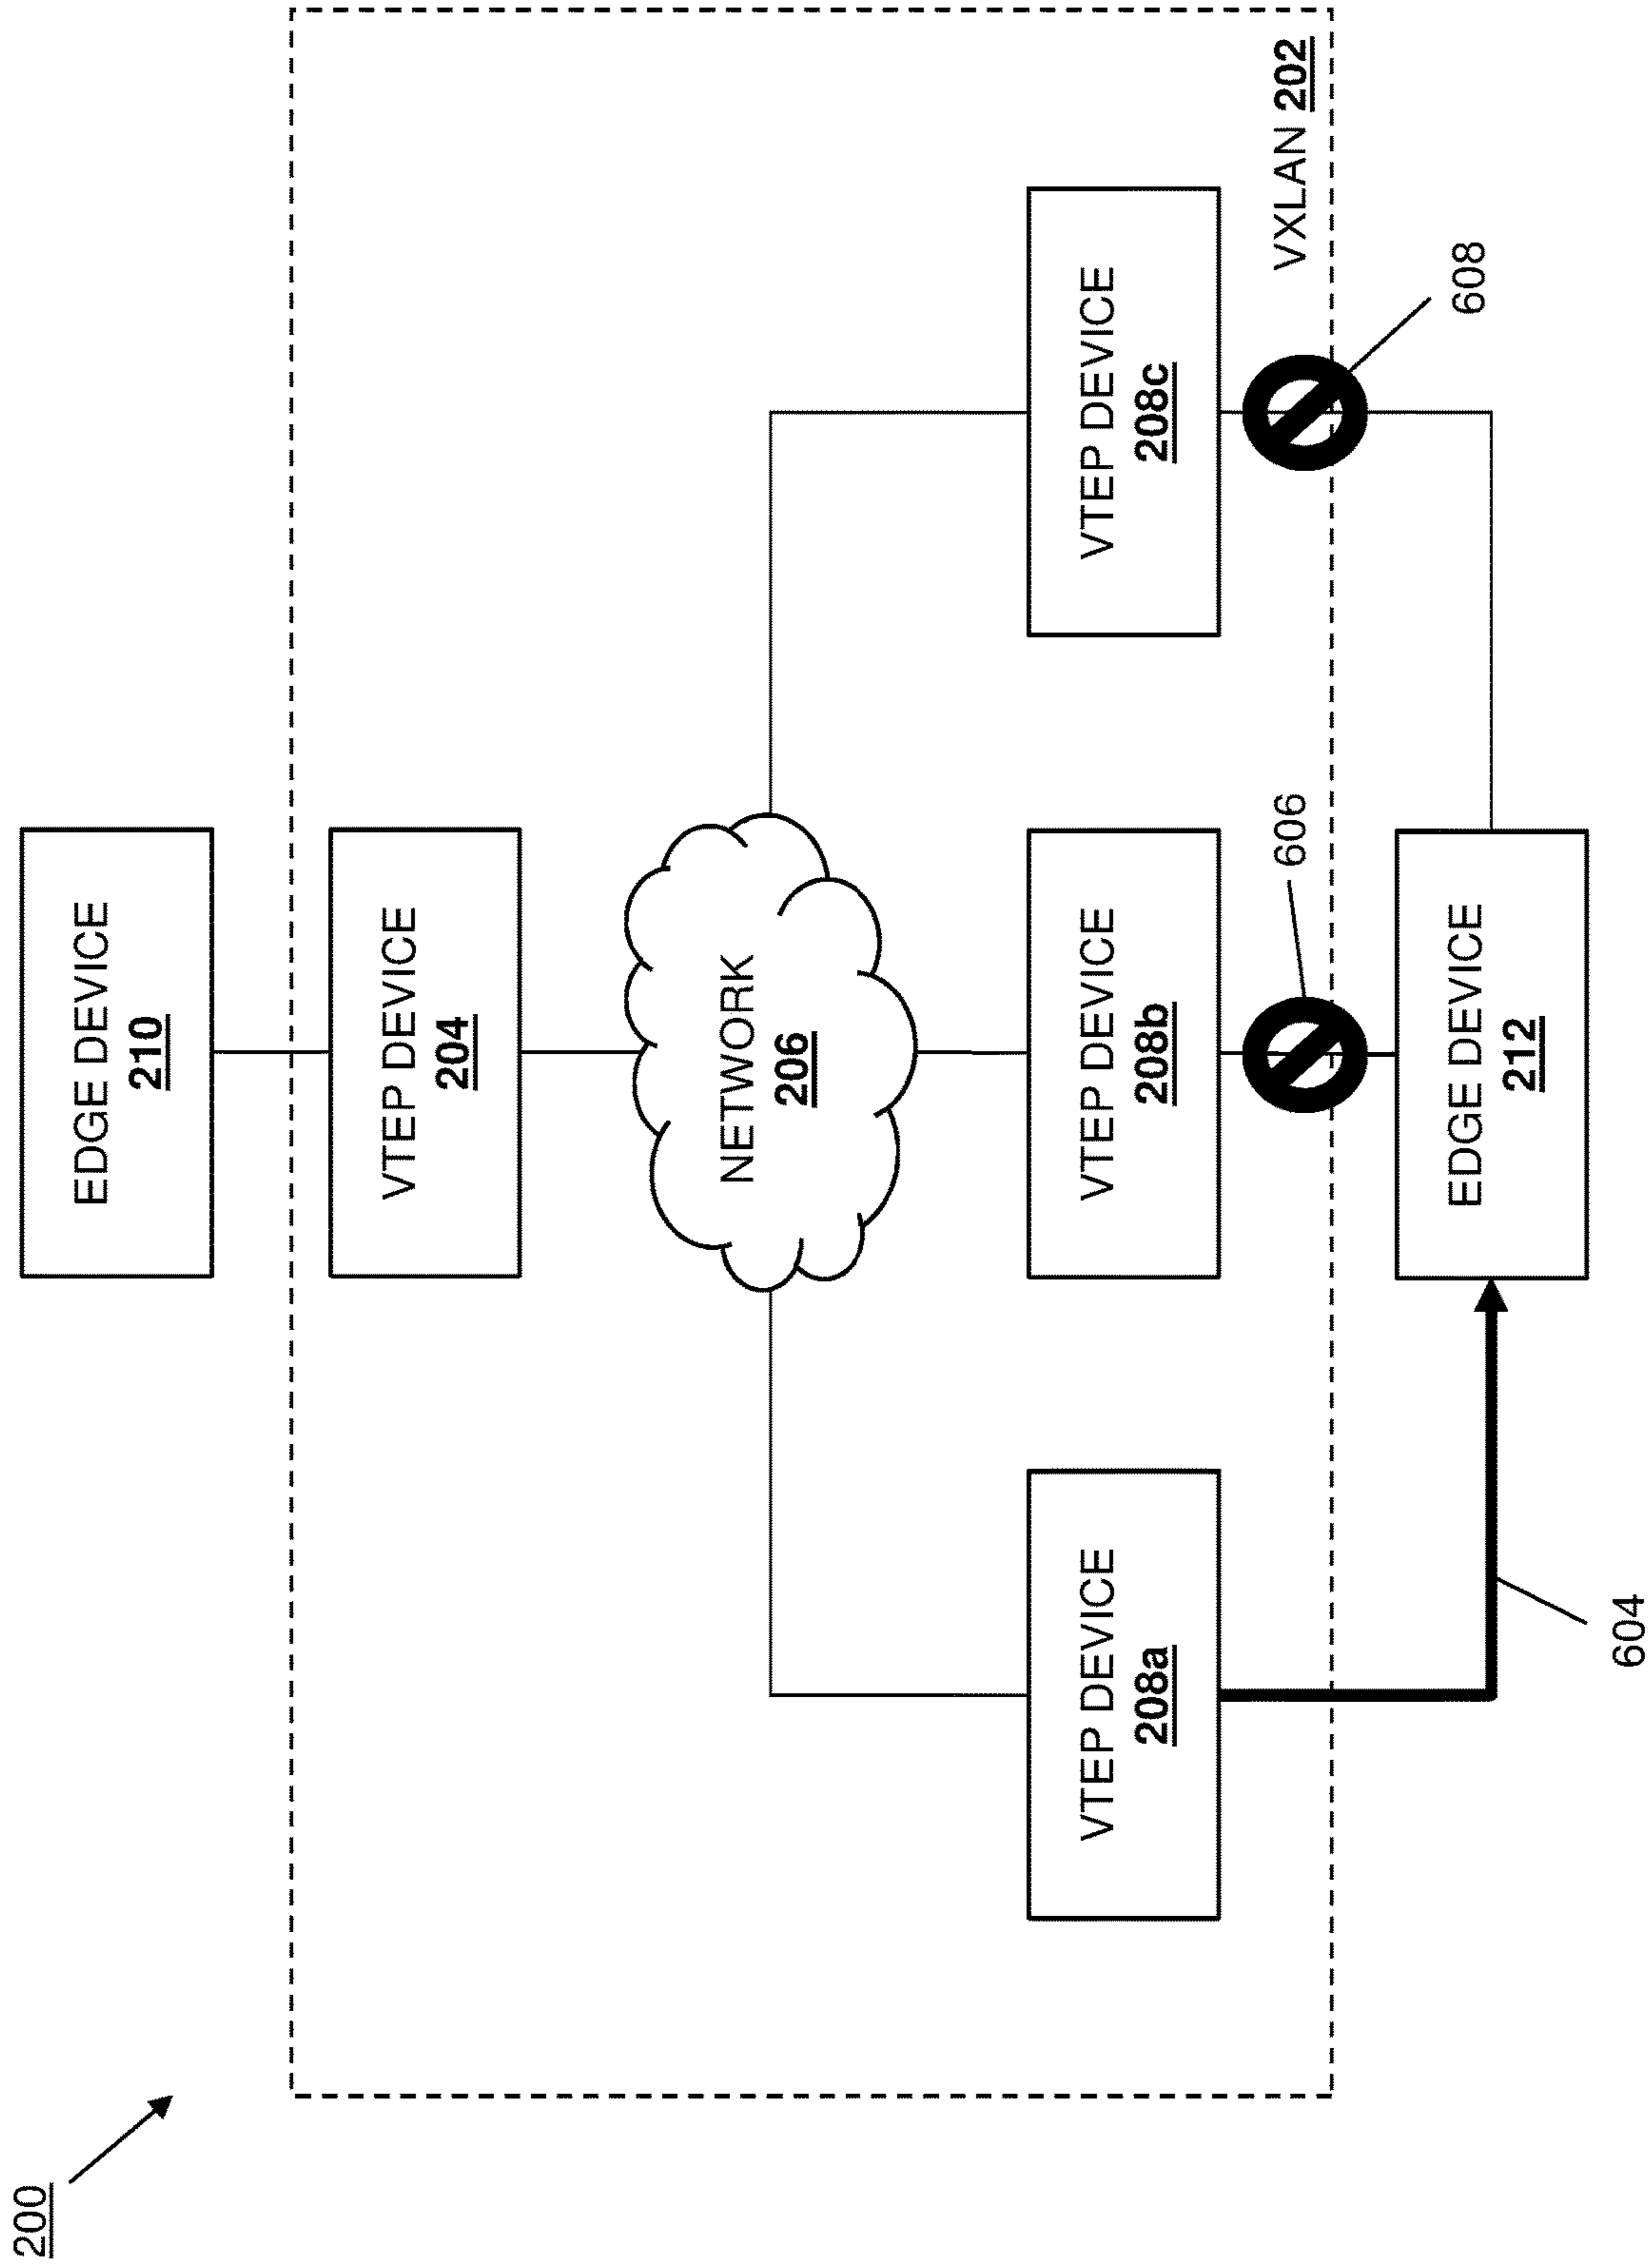 200
EDGE DEVICE
210
VTEP DEVICE
204
NETWORK
206
VTEP DEVICE
208a
VTEP DEVICE
208b
VTEP DEVICE
208c
VXLAN 202
606
608
EDGE DEVICE
212
604